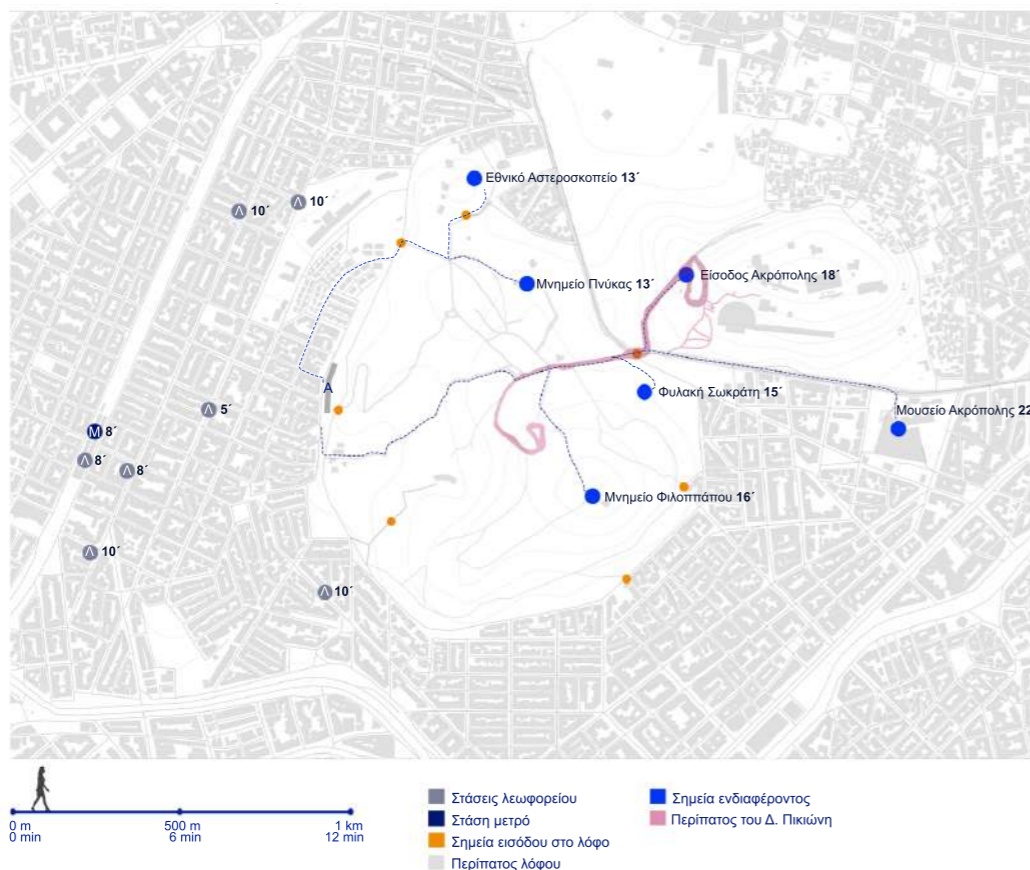 Εθνικό Αστεροσκοπείο 13΄
Λ 10΄
Λ 10΄
Μνημείο Πνύκας 13΄
Είσοδος Ακρόπολης 18΄
A
Φυλακή Σωκράτη 15΄
Λ 5΄
Μουσείο Ακρόπολης 22
M 8΄
Λ 8΄
Λ 8΄
Μνημείο Φιλοππάπου 16΄
Λ 10΄
Λ 10΄
0 m 500 m 1 km
0 min 6 min 12 min
Στάσεις λεωφορείου
Στάση μετρό
Σημεία εισόδου στο λόφο
Περίπατος λόφου
Σημεία ενδιαφέροντος
Περίπατος του Δ. Πικιώνη